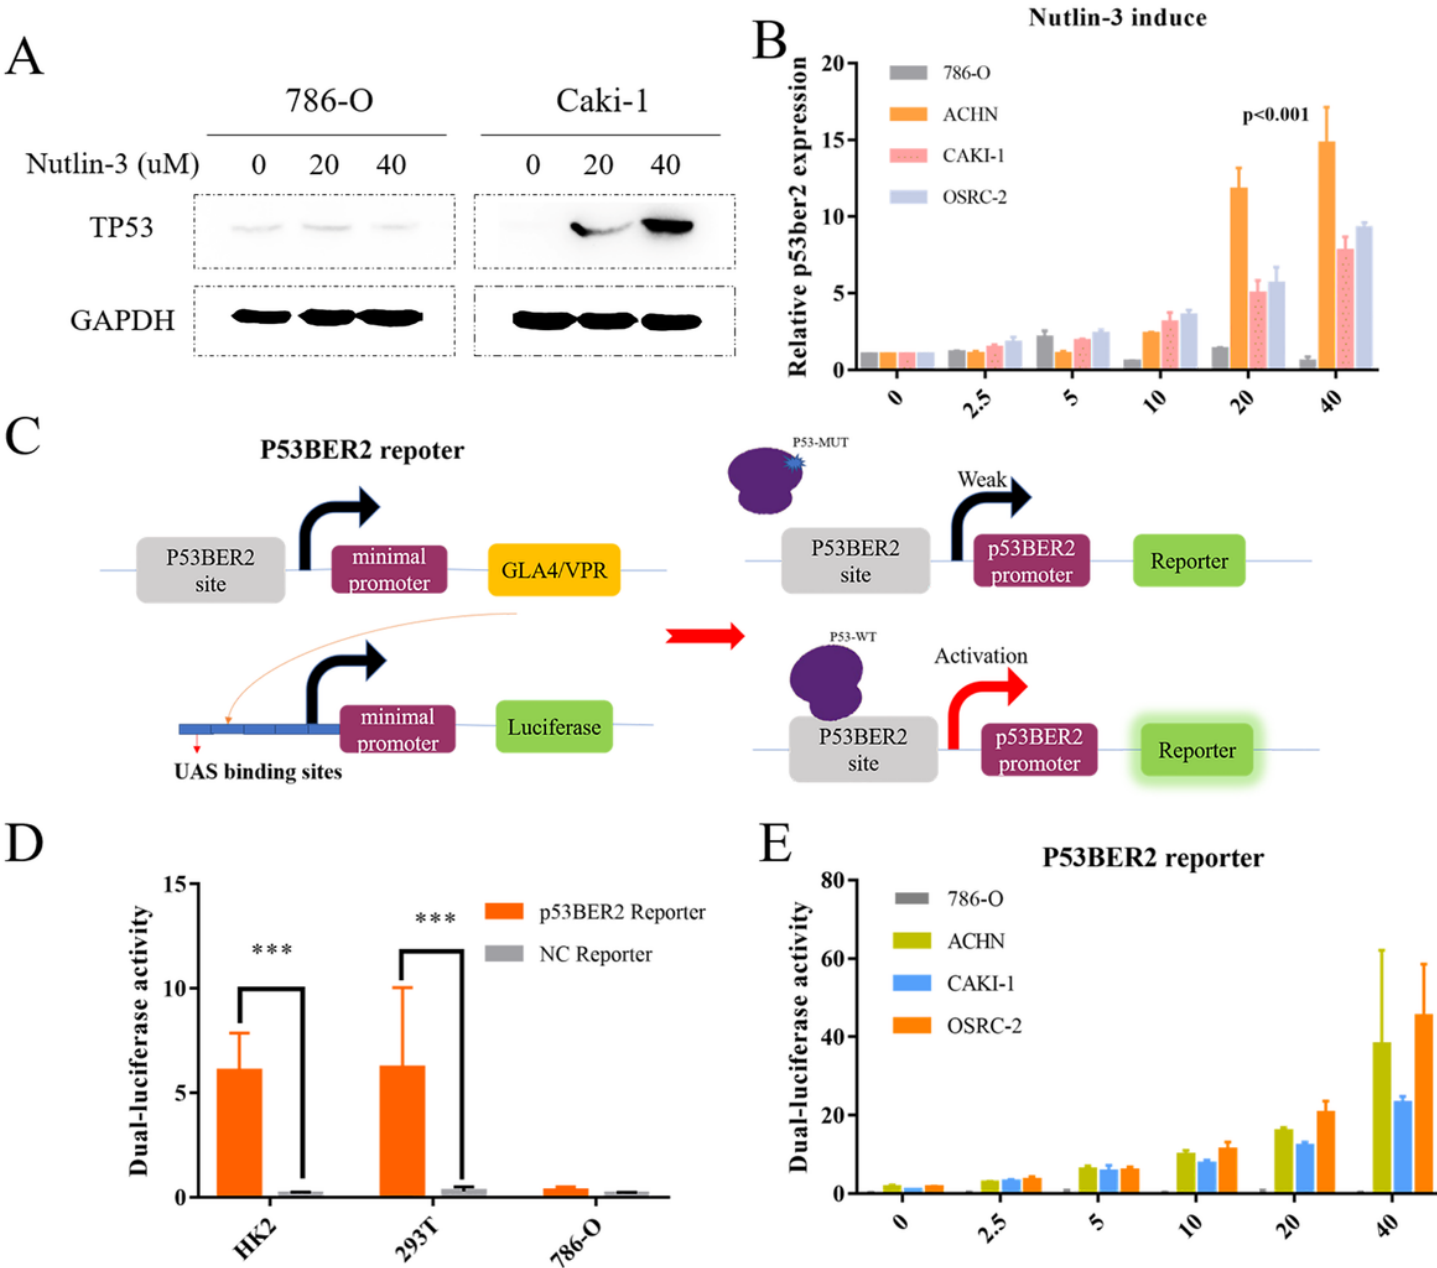 A
786-O Caki-1
Nutlin-3 (uM) 0 20 40 0 20 40
TP53
GAPDH
B
Nutlin-3 induce
Relative p53ber2 expression
20
15
10
5
0
786-O
ACHN
CAKI-1
OSRC-2
p<0.001
0 2.5 5 10 20 40
C
P53BER2 repoter
P53BER2
site
minimal
promoter
GLA4/VPR
minimal
promoter
Luciferase
UAS binding sites
P53-MUT
Weak
P53BER2
site
p53BER2
promoter
Reporter
P53-WT
Activation
P53BER2
site
p53BER2
promoter
Reporter
D
Dual-luciferase activity
15
10
5
0
***
***
p53BER2 Reporter
NC Reporter
HK2 293T 786-O
E
P53BER2 reporter
Dual-luciferase activity
80
60
40
20
0
786-O
ACHN
CAKI-1
OSRC-2
0 2.5 5 10 20 40